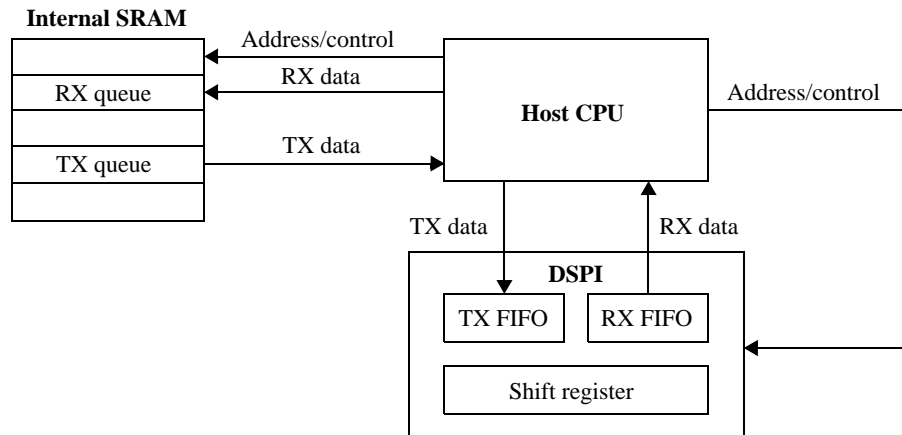 Internal SRAM
Address/control
RX data
RX queue
Host CPU
Address/control
TX data
TX queue
TX data
RX data
DSPI
TX FIFO
RX FIFO
Shift register